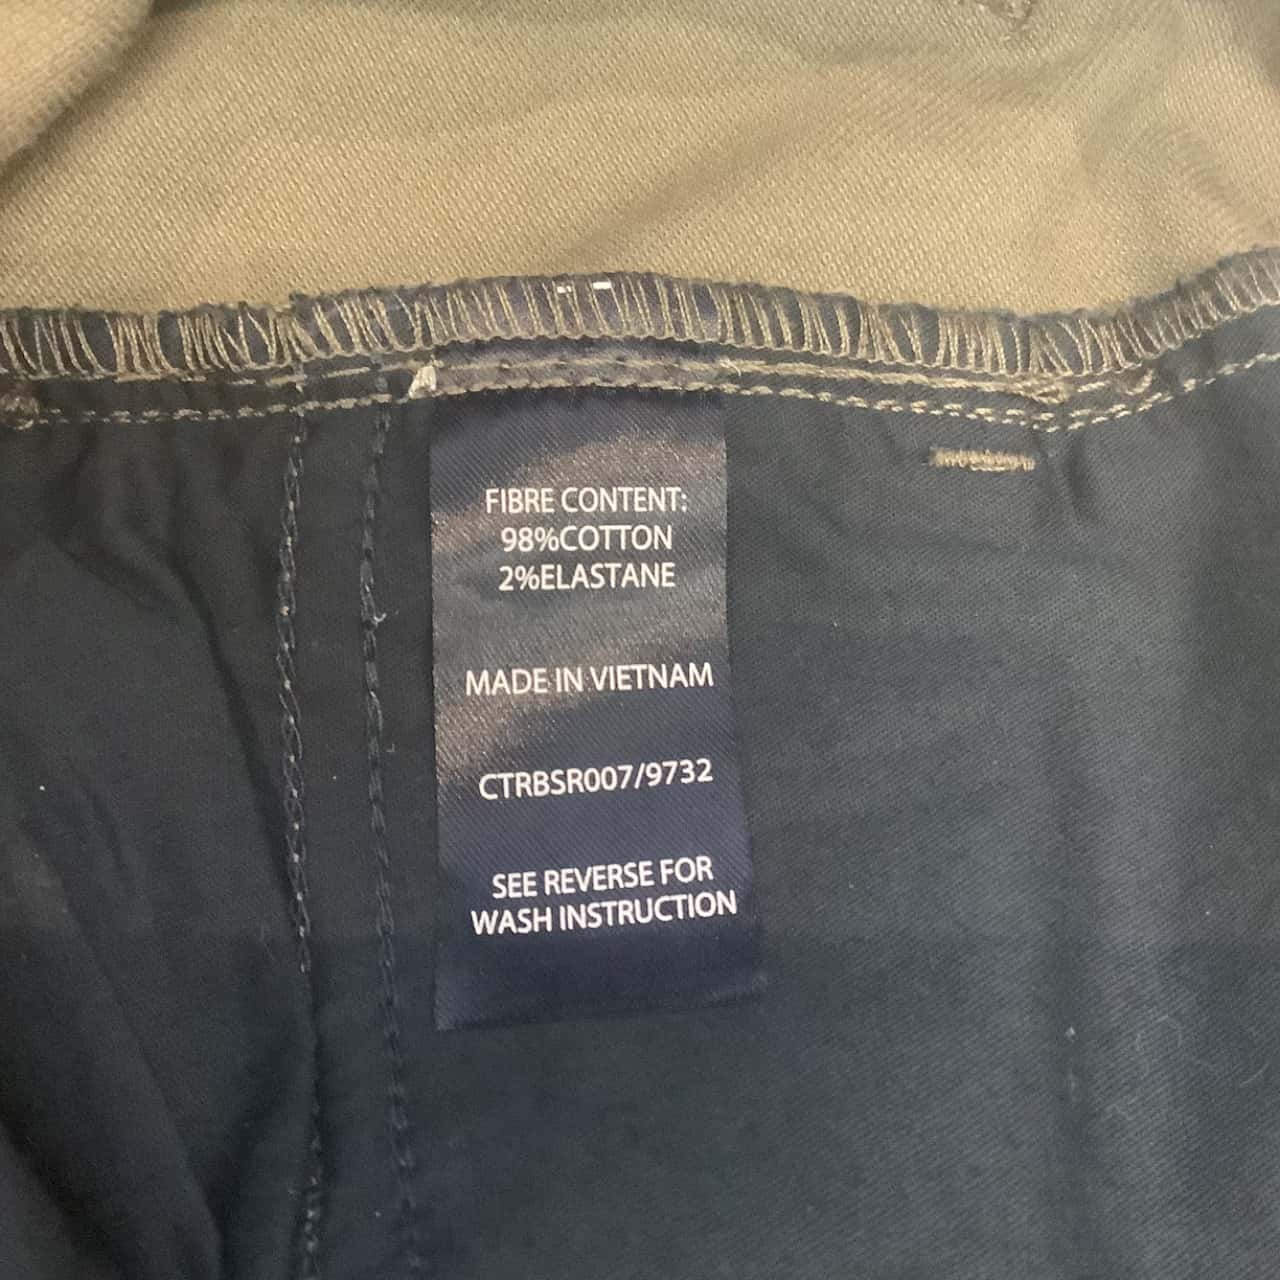 FIBRE CONTENT:
98%COTTON
2%ELASTANE
MADE IN VIETNAM
CTRBSR007/9732
SEE REVERSE FOR
WASH INSTRUCTION